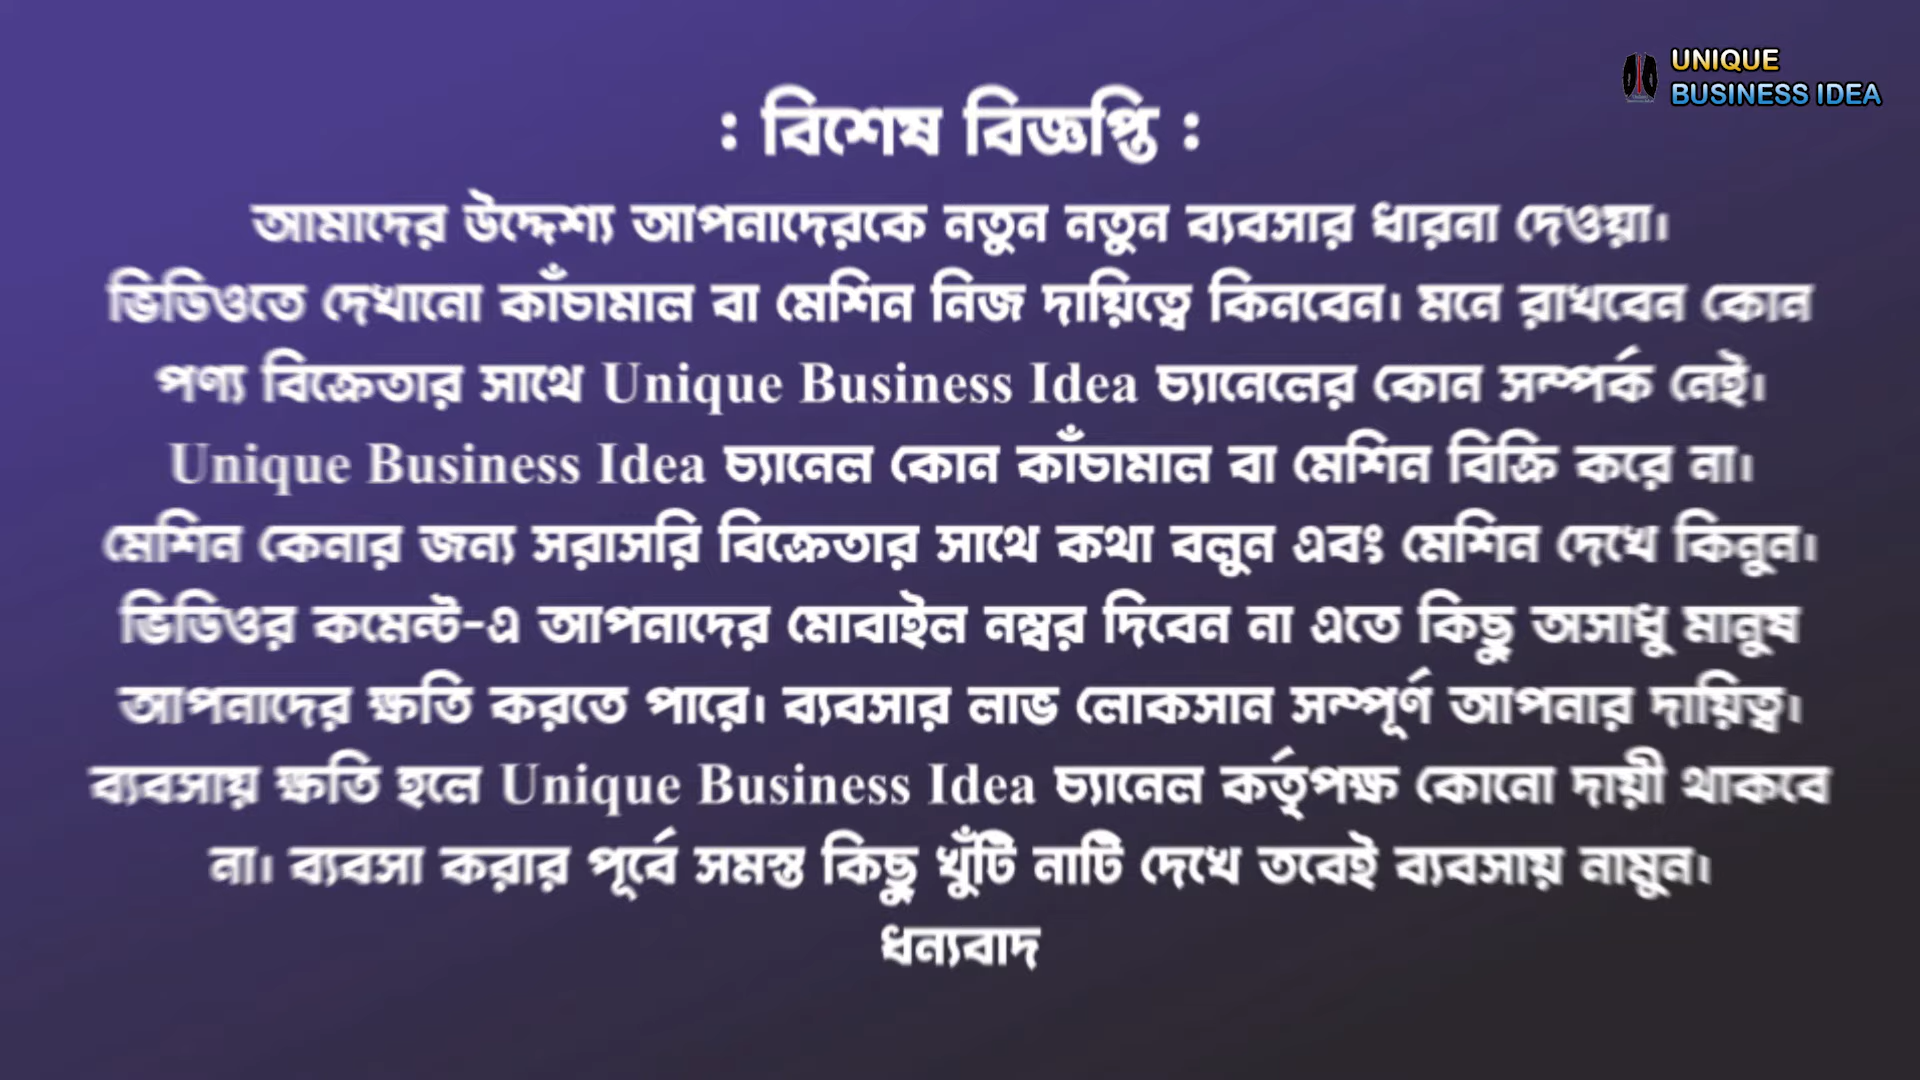 UNIQUE
BUSINESS IDEA
: বিশেষ বিজ্ঞপ্তি :
আমাদের উদ্দেশ্য আপনাদেরকে নতুন নতুন ব্যবসার ধারনা দেওয়া।
ভিডিওতে দেখানো কাঁচামাল বা মেশিন নিজ দায়িত্বে কিনবেন। মনে রাখবেন কোন
পণ্য বিক্রেতার সাথে Unique Business Idea চ্যানেলের কোন সম্পর্ক নেই।
Unique Business Idea চ্যানেল কোন কাঁচামাল বা মেশিন বিক্রি করে না।
মেশিন কেনার জন্য সরাসরি বিক্রেতার সাথে কথা বলুন এবং মেশিন দেখে কিনুন।
ভিডিওর কমেন্ট-এ আপনাদের মোবাইল নম্বর দিবেন না এতে কিছু অসাধু মানুষ
আপনাদের ক্ষতি করতে পারে। ব্যবসার লাভ লোকসান সম্পূর্ণ আপনার দায়িত্ব।
ব্যবসায় ক্ষতি হলে Unique Business Idea চ্যানেল কর্তৃপক্ষ কোনো দায়ী থাকবে
না। ব্যবসা করার পূর্বে সমস্ত কিছু খুঁটি নাটি দেখে তবেই ব্যবসায় নামুন।
ধন্যবাদ